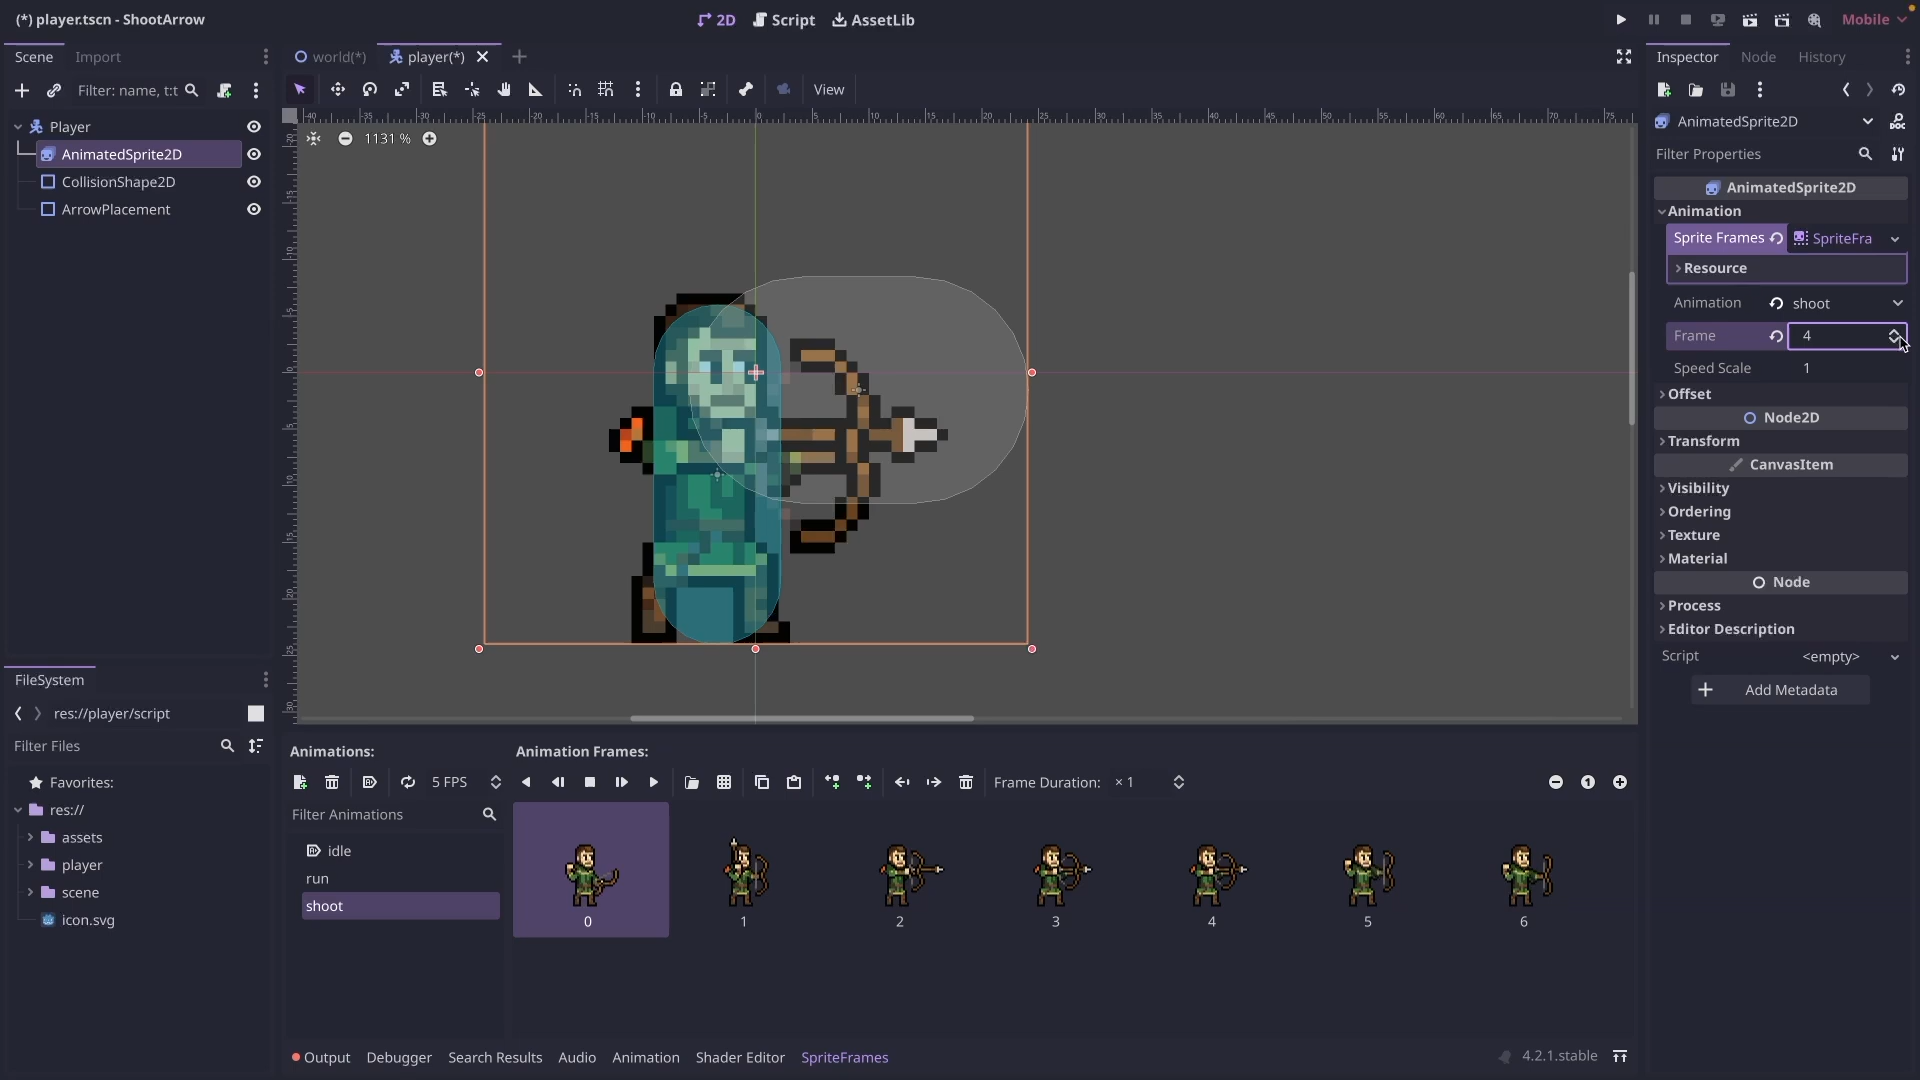 (*) player.tscn - ShootArrow
2D
Script
AssetLib
Mobile
Scene
Import
world(*)
player(*)
Inspector
Node
History
Filter: name, t:t
View
Player
AnimatedSprite2D
CollisionShape2D
ArrowPlacement
1131 %
AnimatedSprite2D
Filter Properties
AnimatedSprite2D
Animation
Sprite Frames
SpriteFra
Resource
Animation
shoot
Frame
4
Speed Scale
1
Offset
Node2D
Transform
CanvasItem
Visibility
Ordering
Texture
Material
Node
Process
Editor Description
Script
<empty>
Add Metadata
FileSystem
res://player/script
Filter Files
Favorites:
res://
assets
player
scene
icon.svg
Animations:
Animation Frames:
5 FPS
Frame Duration:
× 1
Filter Animations
idle
run
shoot
0
1
2
3
4
5
6
Output
Debugger
Search Results
Audio
Animation
Shader Editor
SpriteFrames
4.2.1.stable